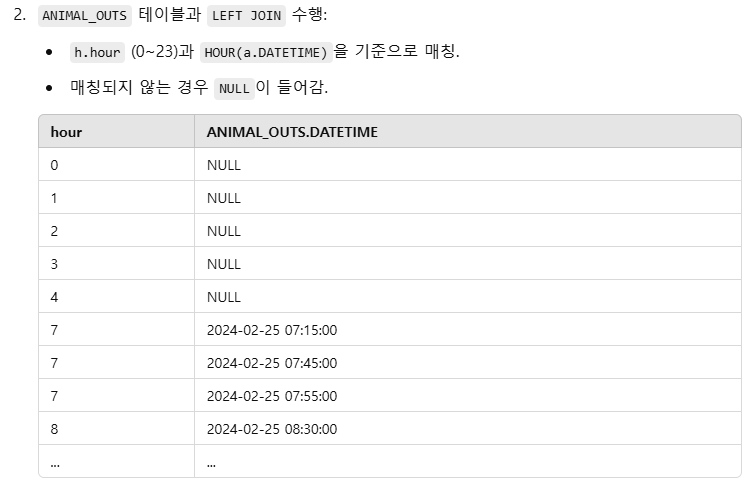 2. ANIMAL_OUTS 테이블과 LEFT JOIN 수행:
• h.hour (0~23)과 HOUR(a.DATETIME)을 기준으로 매칭.
• 매칭되지 않는 경우 NULL이 들어감.
hour ANIMAL_OUTS.DATETIME
0 NULL
1 NULL
2 NULL
3 NULL
4 NULL
7 2024-02-25 07:15:00
7 2024-02-25 07:45:00
7 2024-02-25 07:55:00
8 2024-02-25 08:30:00
... ...